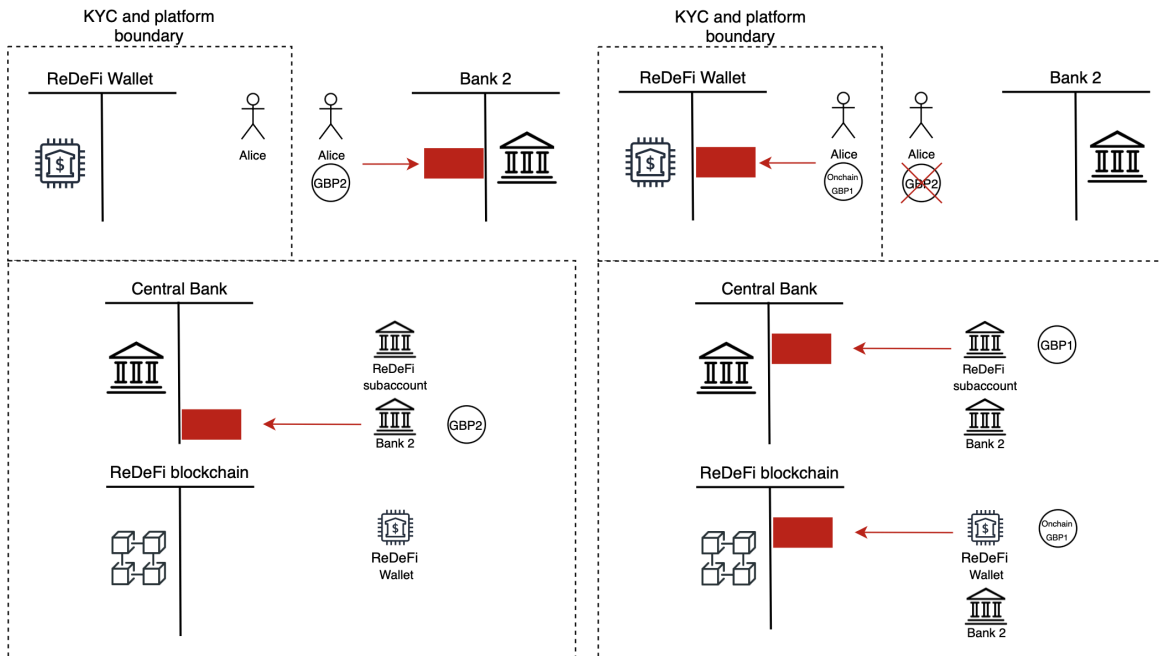 KYC and platform
boundary
ReDeFi Wallet
Bank 2
$
Alice
Alice
GBP2
Central Bank
ReDeFi
subaccount
Bank 2
GBP2
ReDeFi blockchain
$
ReDeFi
Wallet
KYC and platform
boundary
ReDeFi Wallet
Bank 2
$
Alice
Onchain
GBP1
Alice
GBP2
Central Bank
ReDeFi
subaccount
GBP1
Bank 2
ReDeFi blockchain
$
Onchain
GBP1
ReDeFi
Wallet
Bank 2